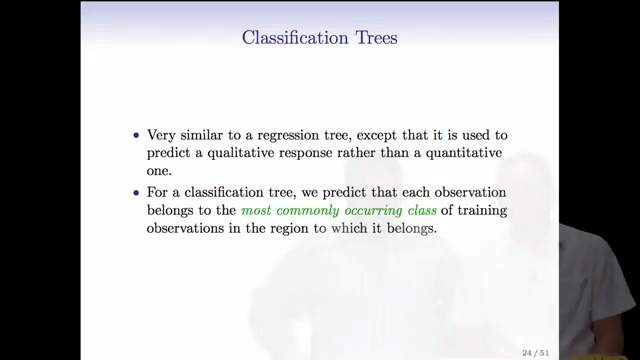 Classification Trees
• Very similar to a regression tree, except that it is used to
predict a qualitative response rather than a quantitative
one.
• For a classification tree, we predict that each observation
belongs to the most commonly occurring class of training
observations in the region to which it belongs.
24 / 51